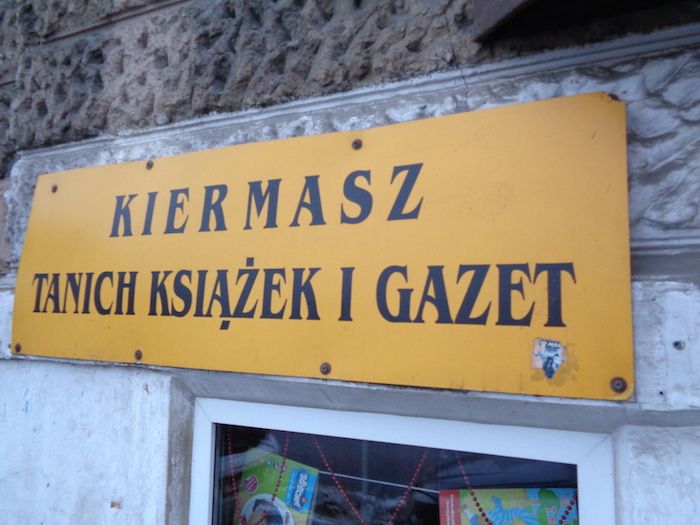 KIERMASZ
TANICH KSIĄŻEK I GAZET